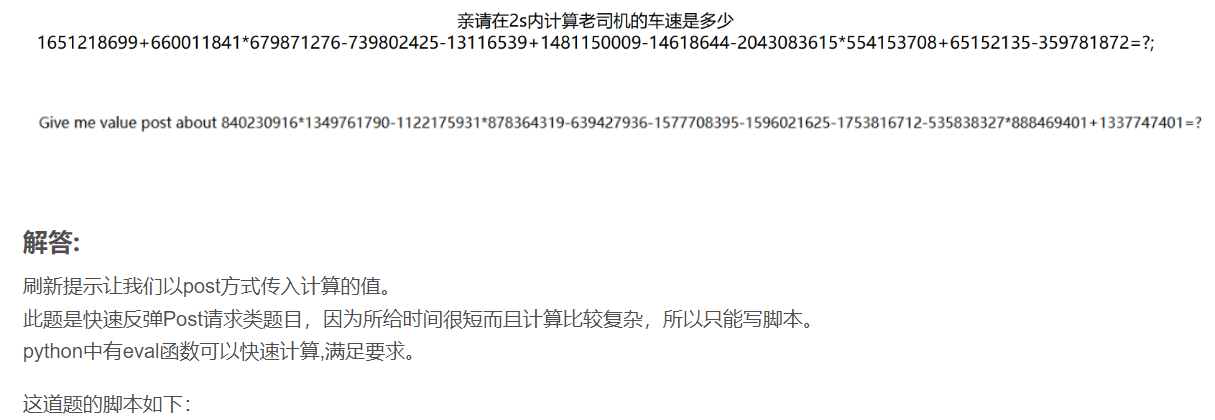 亲请在2s内计算老司机的车速是多少
1651218699+660011841*679871276-739802425-13116539+1481150009-14618644-2043083615*554153708+65152135-359781872=?;
Give me value post about 840230916*1349761790-1122175931*878364319-639427936-1577708395-1596021625-1753816712-535838327*888469401+1337747401=?
解答:
刷新提示让我们以post方式传入计算的值。
此题是快速反弹Post请求类题目，因为所给时间很短而且计算比较复杂，所以只能写脚本。
python中有eval函数可以快速计算,满足要求。
这道题的脚本如下：